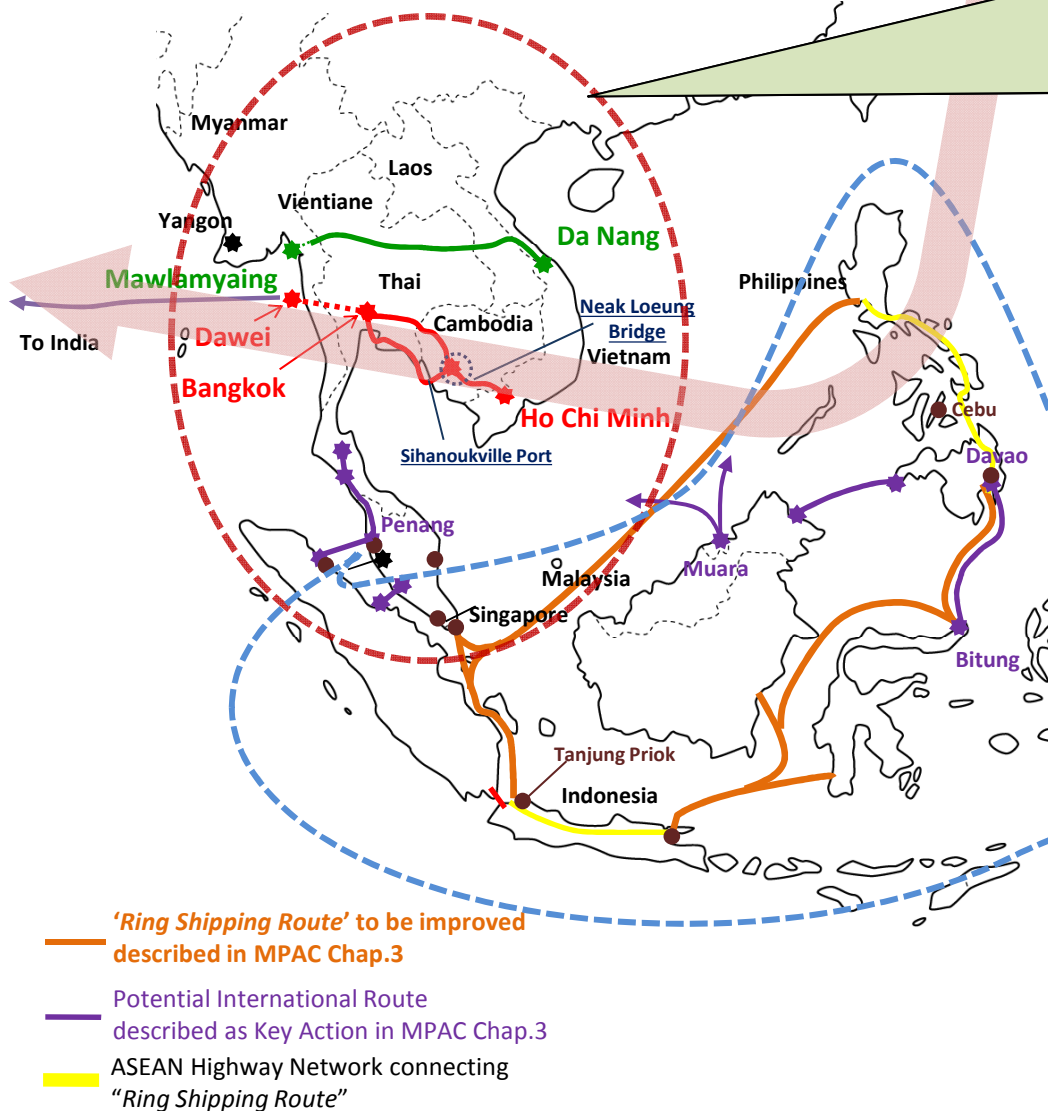 Myanmar
Laos
Vientiane
Yangon
Da Nang
Mawlamyaing
Thai
Philippines
Neak Loeung
Bridge
Cambodia
To India
Dawei
Vietnam
Bangkok
Ho Chi Minh
Cebu
Sihanoukville Port
Davao
Penang
Muara
Malaysia
Singapore
Bitung
Tanjung Priok
Indonesia
‘Ring Shipping Route’ to be improved
described in MPAC Chap.3
Potential International Route
described as Key Action in MPAC Chap.3
ASEAN Highway Network connecting
“Ring Shipping Route”